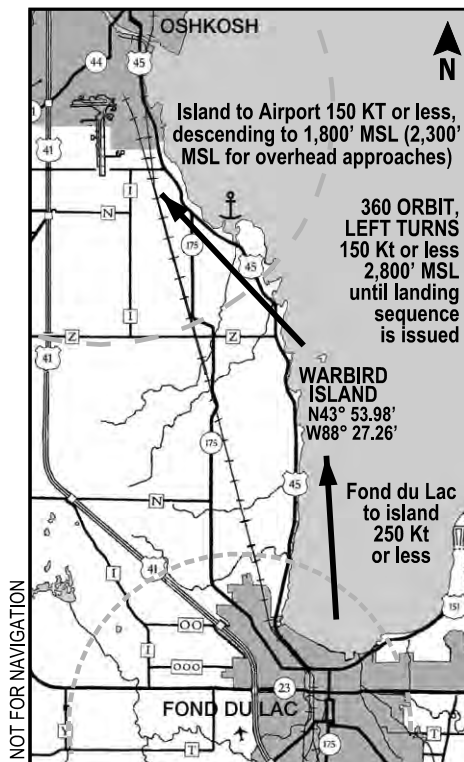 OSHKOSH
44
45
N
Island to Airport 150 KT or less,
descending to 1,800' MSL (2,300'
MSL for overhead approaches)
41
I
360 ORBIT,
LEFT TURNS
150 Kt or less
2,800' MSL
until landing
sequence
is issued
N
I
175
45
I
Z
Z
41
WARBIRD
ISLAND
N43° 53.98'
W88° 27.26'
175
45
Fond du Lac
to island
250 Kt
or less
N
41
I
151
OO
I
OOO
23
FOND DU LAC
Y
T
T
175
NOT FOR NAVIGATION